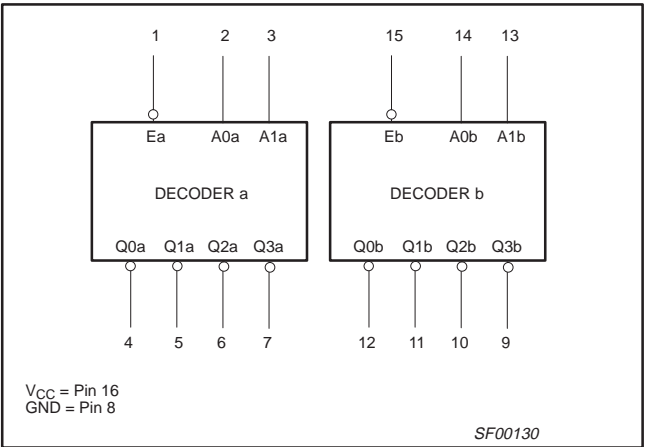 1 2 3 15 14 13
Ea A0a A1a Eb A0b A1b
DECODER a DECODER b
Q0a Q1a Q2a Q3a Q0b Q1b Q2b Q3b
4 5 6 7 12 11 10 9
VCC = Pin 16
GND = Pin 8
SF00130